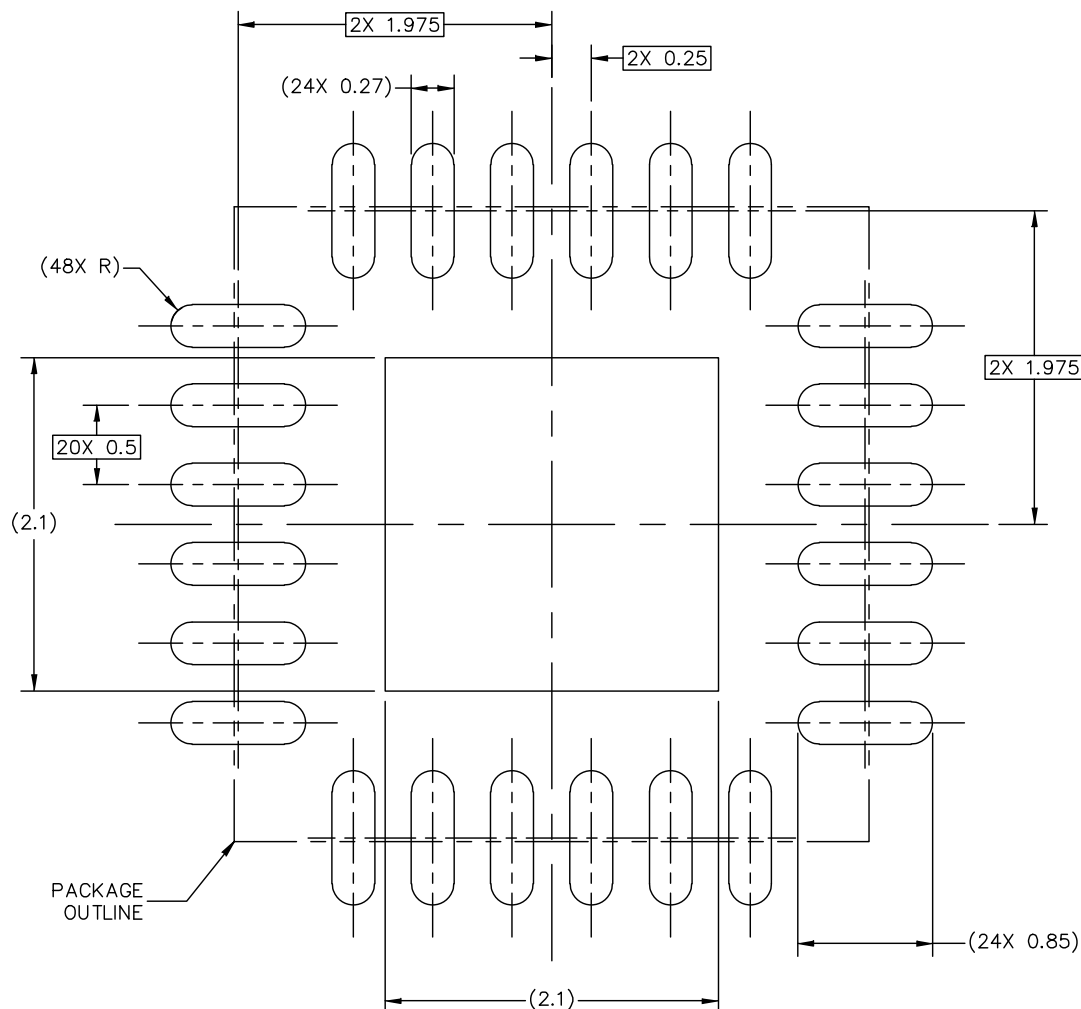 2X 1.975
2X 0.25
(24X 0.27)
(48X R)
2X 1.975
20X 0.5
(2.1)
PACKAGE
OUTLINE
(24X 0.85)
(2.1)